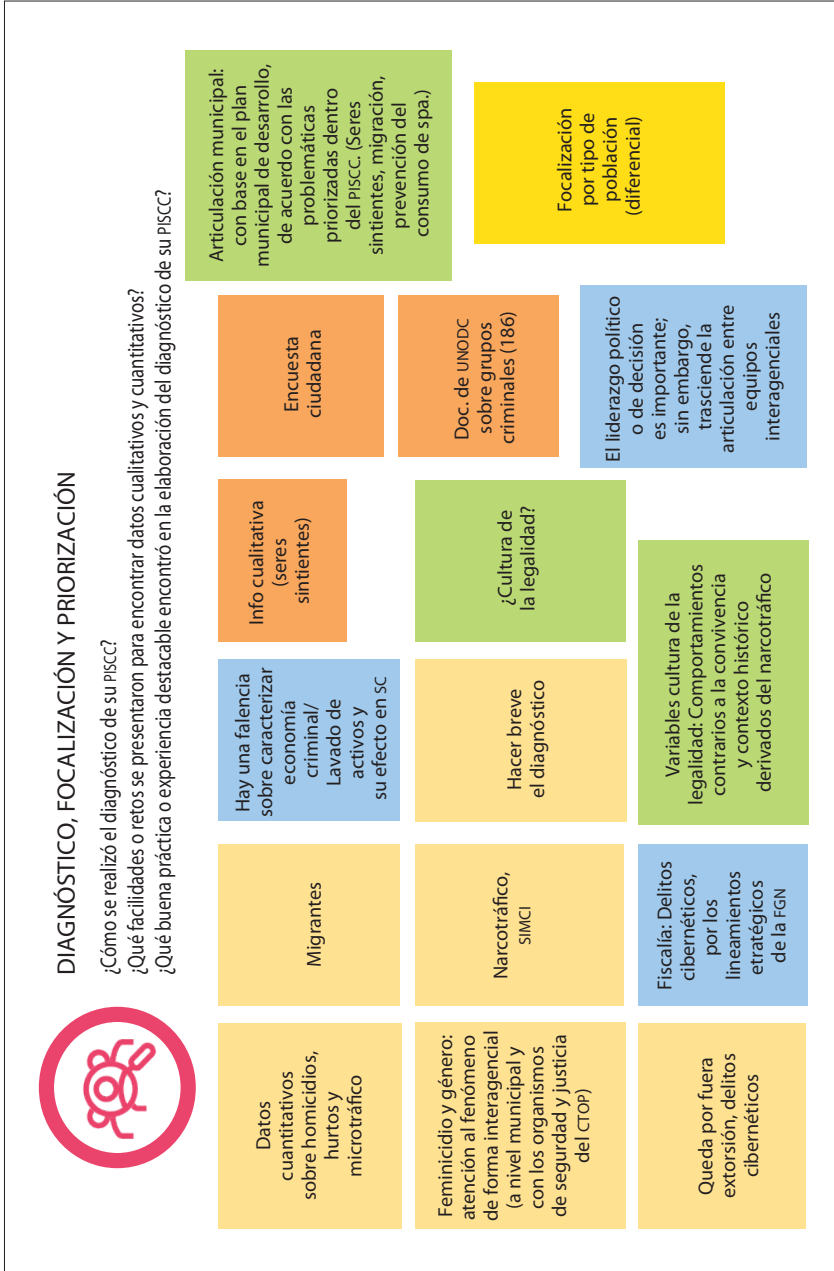 DIAGNÓSTICO, FOCALIZACIÓN Y PRIORIZACIÓN
¿Cómo se realizó el diagnóstico de su PISCC?
¿Qué facilidades o retos se presentaron para encontrar datos cualitativos y cuantitativos?
¿Qué buena práctica o experiencia destacable encontró en la elaboración del diagnóstico de su PISCC?
Datos
cuantitativos
sobre homicidios,
hurtos y
microtráfico
Migrantes
Hay una falencia
sobre caracterizar
economía
criminal/
Lavado de
activos y
su efecto en SC
Info cualitativa
(seres
sintientes)
Encuesta
ciudadana
Articulación municipal:
con base en el plan
municipal de desarrollo,
de acuerdo con las
problemáticas
priorizadas dentro
del PISCC. (Seres
sintientes, migración,
prevención del
consumo de spa.)
Feminicidio y género:
atención al fenómeno
de forma interagencial
(a nivel municipal y
con los organismos
de segurdad y justicia
del CTOP)
Narcotráfico,
SIMCI
Hacer breve
el diagnóstico
¿Cultura de
la legalidad?
Doc. de UNODC
sobre grupos
criminales (186)
Focalización
por tipo de
población
(diferencial)
Queda por fuera
extorsión, delitos
cibernéticos
Fiscalía: Delitos
cibernéticos,
por los
lineamientos
etratégicos
de la FGN
Variables cultura de la
legalidad: Comportamientos
contrarios a la convivencia
y contexto histórico
derivados del narcotráfico
El liderazgo político
o de decisión
es importante;
sin embargo,
trasciende la
articulación entre
equipos
interagenciales